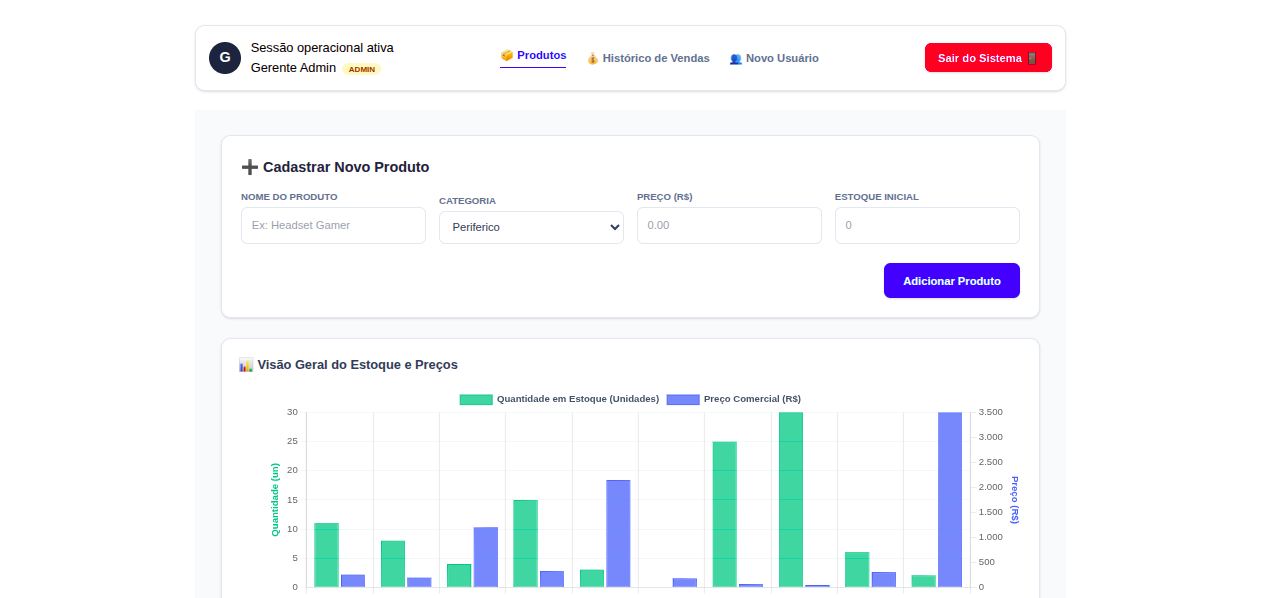 G
Sessão operacional ativa
Gerente Admin ADMIN
📦 Produtos
💰 Histórico de Vendas
👥 Novo Usuário
Sair do Sistema 🚪
➕ Cadastrar Novo Produto
NOME DO PRODUTO
Ex: Headset Gamer
CATEGORIA
Periferico
PREÇO (R$)
0.00
ESTOQUE INICIAL
0
Adicionar Produto
📊 Visão Geral do Estoque e Preços
Quantidade em Estoque (Unidades)
Preço Comercial (R$)
Quantidade (un)
30
25
20
15
10
5
0
3.500
3.000
2.500
2.000
1.500
1.000
500
0
Preço (R$)